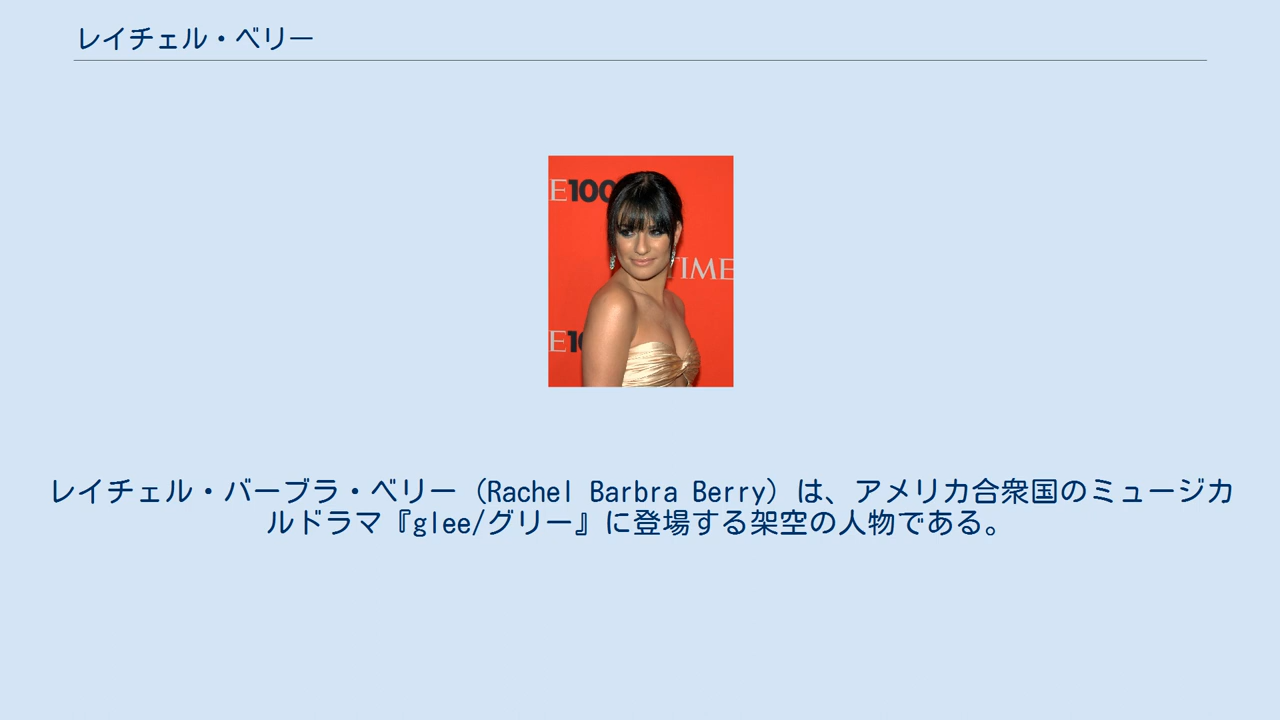 レイチェル・ベリー
E100
TIME
E10
レイチェル・バーブラ・ベリー（Rachel Barbra Berry）は、アメリカ合衆国のミュージカ
ルドラマ『glee/グリー』に登場する架空の人物である。